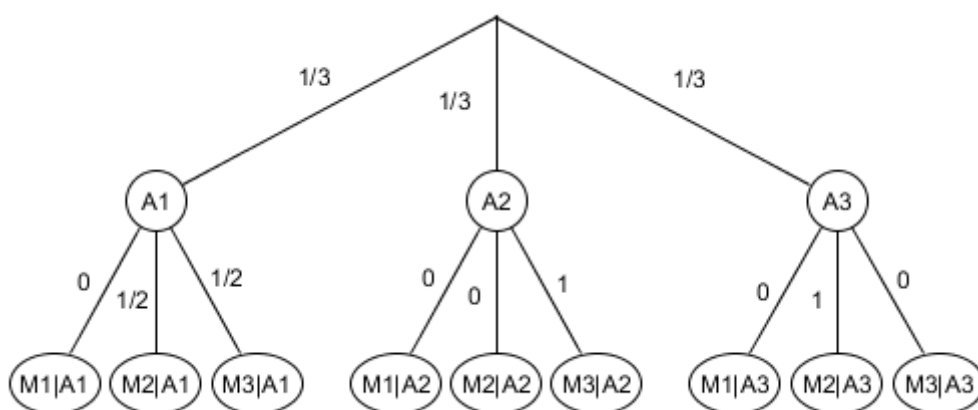 1/3 1/3 1/3
A1 A2 A3
0 1/2 1/2 0 0 1 0 1 0
M1|A1 M2|A1 M3|A1 M1|A2 M2|A2 M3|A2 M1|A3 M2|A3 M3|A3